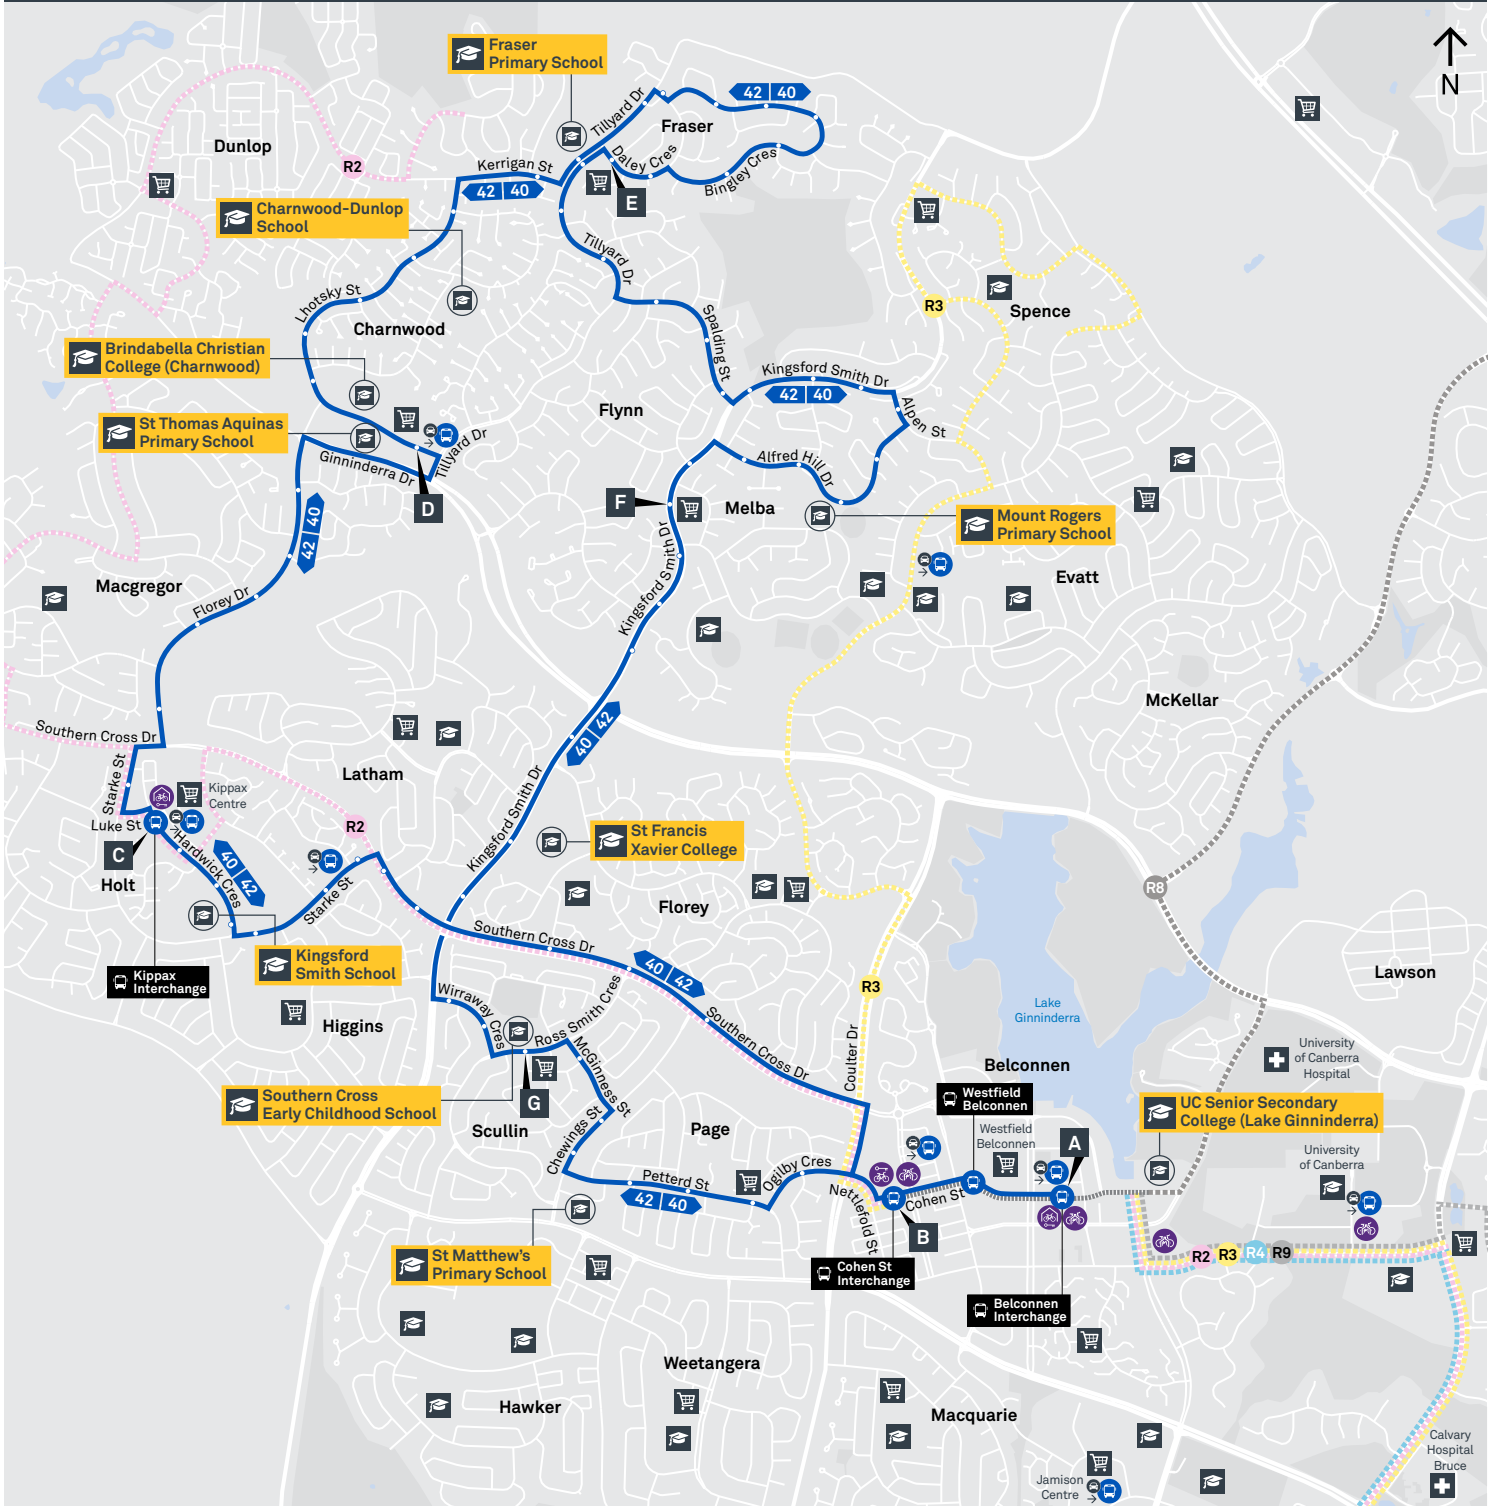 N
Fraser
Primary School
42 40
Tillyard Dr
Fraser
Dunlop
R2
Kerrigan St
Daley Cres
Bingley Cres
42 40
E
Charnwood-Dunlop
School
Tillyard Dr
Lhotsky St
Charnwood
Spalding St
R3
Spence
Brindabella Christian
College (Charnwood)
Kingsford Smith Dr
42 40
Flynn
Alpen St
St Thomas Aquinas
Primary School
Tillyard Dr
Ginninderra Dr
Alfred Hill Dr
D
F
Melba
Mount Rogers
Primary School
42 40
Kingsford Smith Dr
Evatt
Macgregor
Florey Dr
McKellar
40 42
Southern Cross Dr
Latham
Starke St
Kippax
Centre
Kingsford Smith Dr
Luke St
R2
C
Hardwick Cres
40 42
St Francis
Xavier College
Holt
Starke St
R8
Florey
Southern Cross Dr
Kingsford
Smith School
40 42
Kippax
Interchange
Lawson
R3
Wirraway Cres
Ross Smith Cres
Higgins
Lake
Ginninderra
Southern Cross Dr
Coulter Dr
McGinness St
University
of Canberra
Hospital
Belconnen
Southern Cross
Early Childhood School
G
Westfield
Belconnen
UC Senior Secondary
College (Lake Ginninderra)
Scullin
Page
Chewings St
Westfield
Belconnen
A
University
of Canberra
Petterd St
Ogilby Cres
42 40
Nettlefold St
Cohen St
B
St Matthew's
Primary School
R2 R3 R4 R9
Cohen St
Interchange
Belconnen
Interchange
Weetangera
Hawker
Macquarie
Calvary
Hospital
Bruce
Jamison
Centre